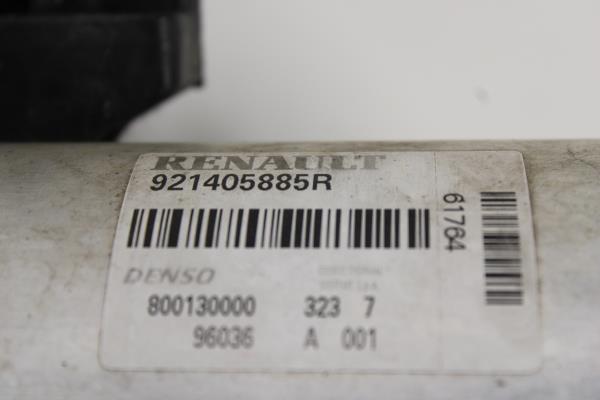 RENAULT
921405885R
61764
DENSO
800130000 323 7
96036 A 001